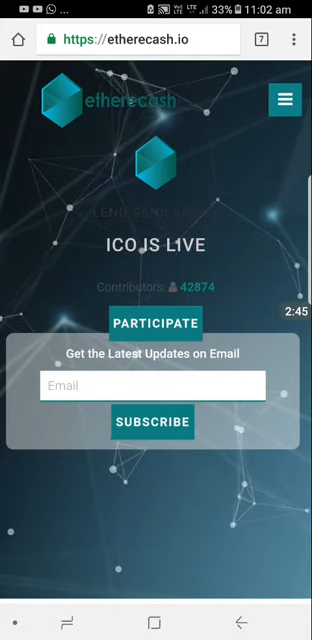 33% 11:02 am
https://etherecash.io
7
etherecash
LEND.SEND.SPEND
ICO IS LIVE
Contributors: 42874
PARTICIPATE
2:45
Get the Latest Updates on Email
Email
SUBSCRIBE